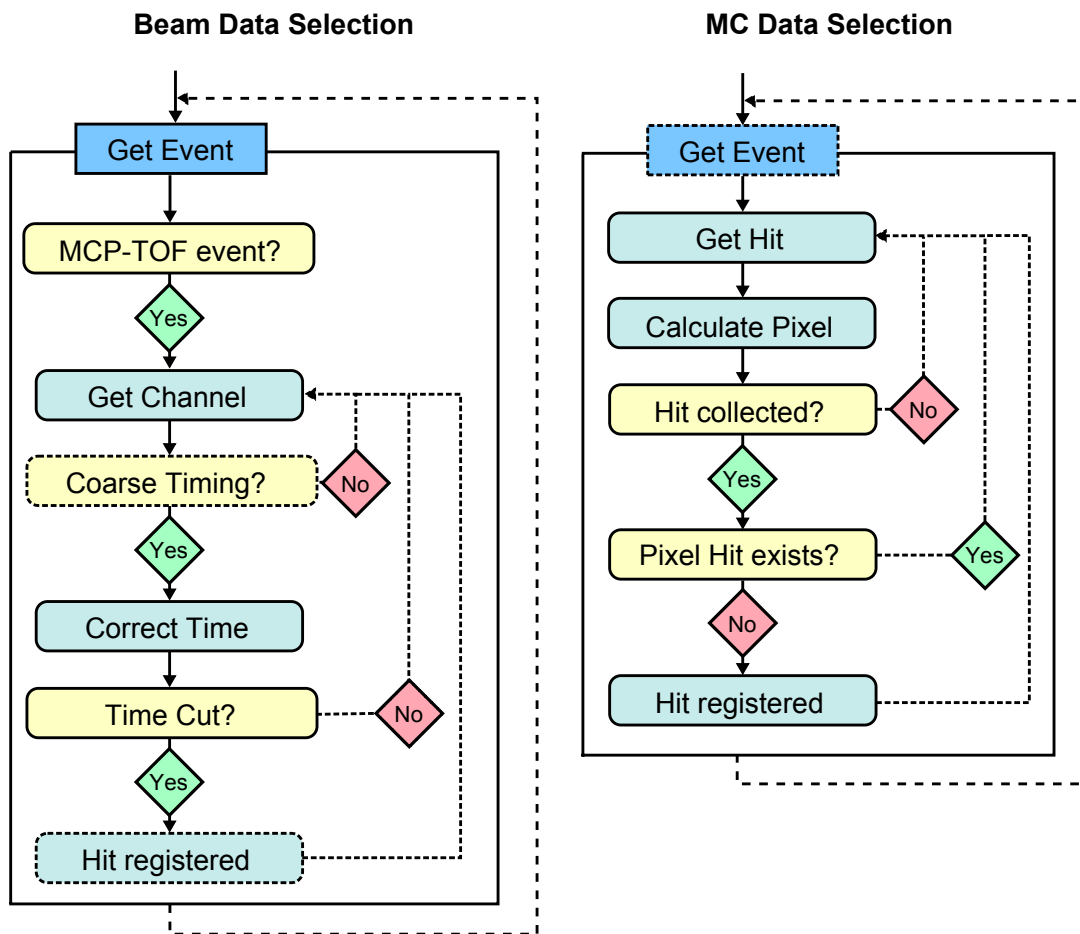 Beam Data Selection
Get Event
MCP-TOF event?
Yes
Get Channel
Coarse Timing?
No
Yes
Correct Time
Time Cut?
No
Yes
Hit registered
MC Data Selection
Get Event
Get Hit
Calculate Pixel
Hit collected?
No
Yes
Pixel Hit exists?
Yes
No
Hit registered